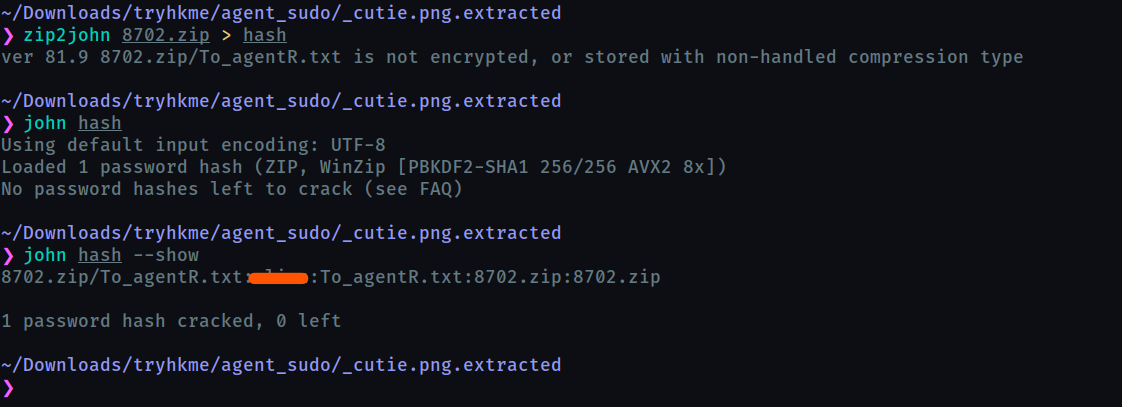 ~/Downloads/tryhkme/agent_sudo/_cutie.png.extracted
❯ zip2john 8702.zip > hash
ver 81.9 8702.zip/To_agentR.txt is not encrypted, or stored with non-handled compression type
~/Downloads/tryhkme/agent_sudo/_cutie.png.extracted
❯ john hash
Using default input encoding: UTF-8
Loaded 1 password hash (ZIP, WinZip [PBKDF2-SHA1 256/256 AVX2 8x])
No password hashes left to crack (see FAQ)
~/Downloads/tryhkme/agent_sudo/_cutie.png.extracted
❯ john hash --show
8702.zip/To_agentR.txt: :To_agentR.txt:8702.zip:8702.zip
1 password hash cracked, 0 left
~/Downloads/tryhkme/agent_sudo/_cutie.png.extracted
❯